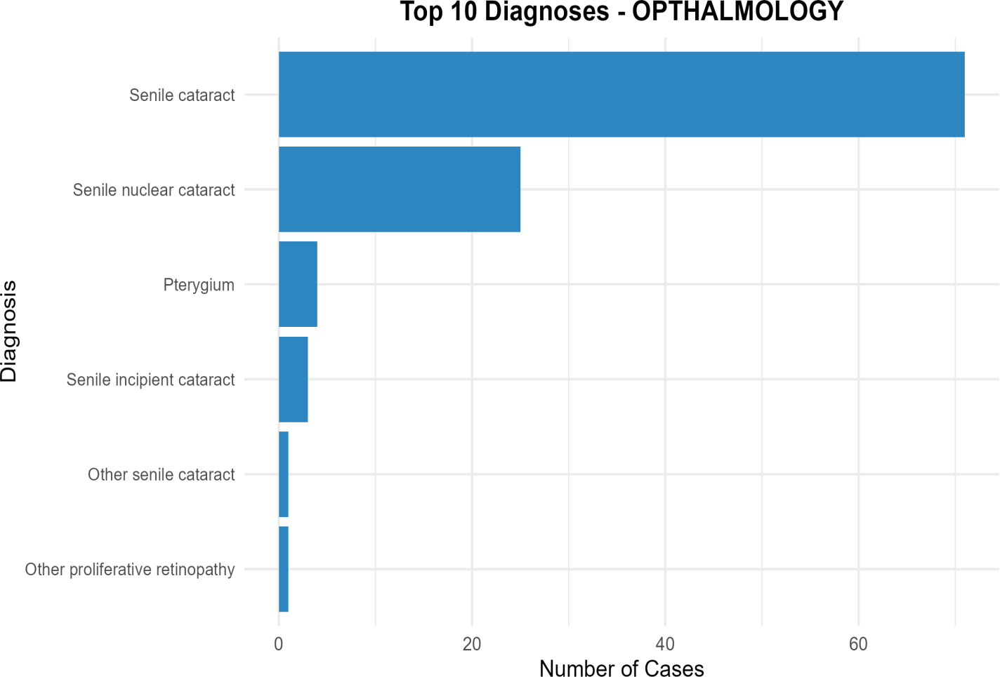 Top 10 Diagnoses - OPTHALMOLOGY
Diagnosis
Senile cataract
Senile nuclear cataract
Pterygium
Senile incipient cataract
Other senile cataract
Other proliferative retinopathy
0 20 40 60
Number of Cases